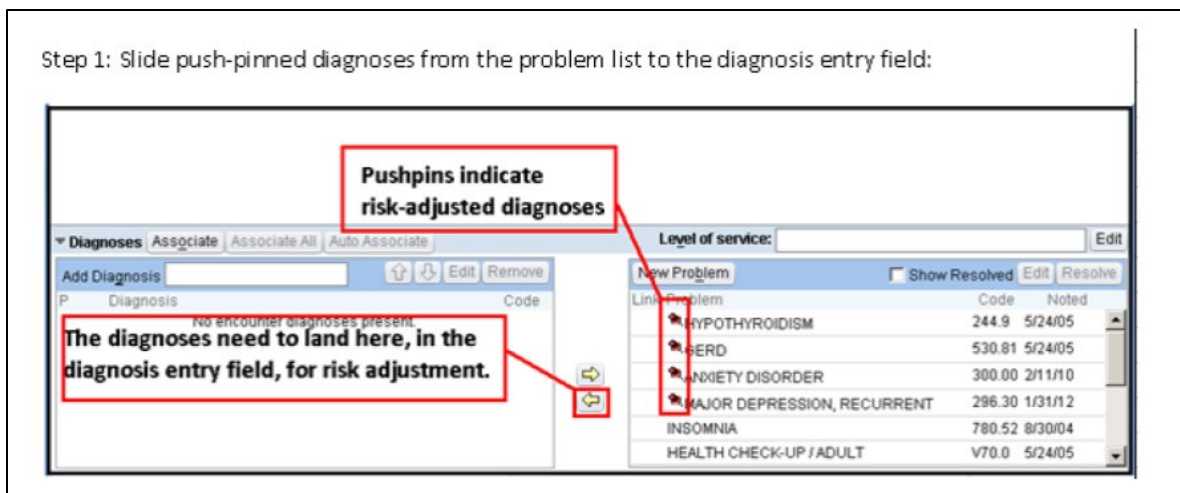 Step 1: Slide push-pinned diagnoses from the problem list to the diagnosis entry field:
Pushpins indicate
risk-adjusted diagnoses
Diagnoses Associate Associate All Auto Associate Level of service: Edit
Add Diagnosis Edit Remove
P Diagnosis Code
No encounter diagnoses present.
The diagnoses need to land here, in the
diagnosis entry field, for risk adjustment.
New Problem Show Resolved Edit Resolve
Link Problem Code Noted
HYPOTHYROIDISM 244.9 5/24/05
GERD 530.81 5/24/05
ANXIETY DISORDER 300.00 2/11/10
MAJOR DEPRESSION, RECURRENT 296.30 1/31/12
INSOMNIA 780.52 8/30/04
HEALTH CHECK-UP / ADULT V70.0 5/24/05